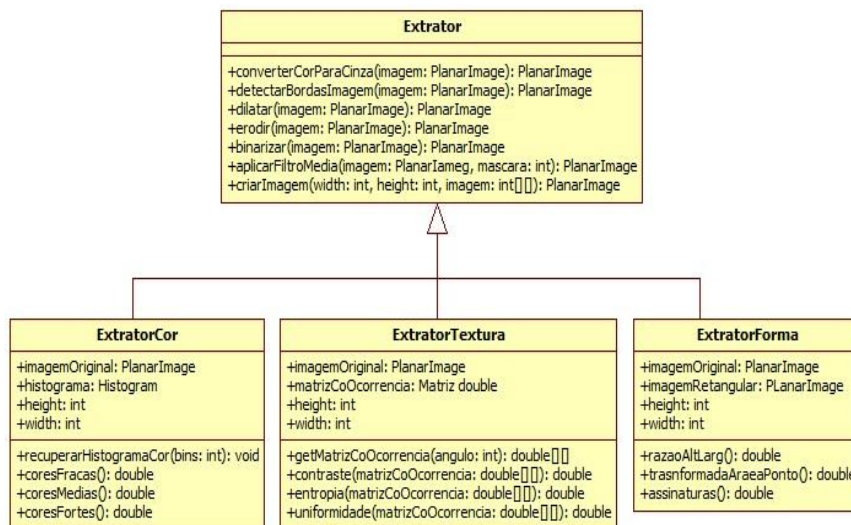 Extrator
+converterCorParaCinza(imagem: PlanarImage): PlanarImage
+detectarBordasImagem(imagem: PlanarImage): PlanarImage
+dilatar(imagem: PlanarImage): PlanarImage
+erodir(imagem: PlanarImage): PlanarImage
+binarizar(imagem: PlanarImage): PlanarImage
+aplicarFiltroMedia(imagem: PlanarIameg, mascara: int): PlanarImage
+criarImagem(width: int, height: int, imagem: int[][]): PlanarImage
ExtratorCor
+imagemOriginal: PlanarImage
+histograma: Histogram
+height: int
+width: int
+recuperarHistogramaCor(bins: int): void
+coresFracas(): double
+coresMedias(): double
+coresFortes(): double
ExtratorTextura
+imagemOriginal: PlanarImage
+matrizCoOcorrencia: Matriz double
+height: int
+width: int
+getMatrizCoOcorrencia(angulo: int): double[][]
+contraste(matrizCoOcorrencia: double[][]): double
+entropia(matrizCoOcorrencia: double[][]): double
+uniformidade(matrizCoOcorrencia: double[][]): double
ExtratorForma
+imagemOriginal: PlanarImage
+imagemRetangular: PLanarImage
+height: int
+width: int
+razaoAltLarg(): double
+trasnformadaAraeaPonto(): double
+assinaturas(): double